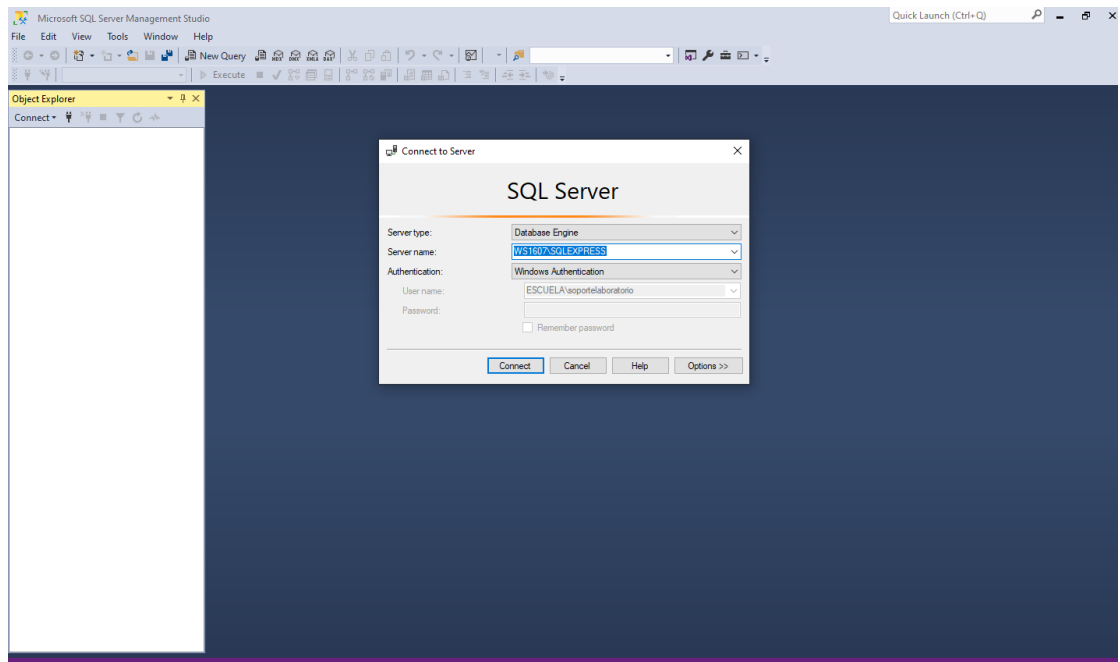 Microsoft SQL Server Management Studio
Quick Launch (Ctrl+Q)
File Edit View Tools Window Help
New Query
Execute
Object Explorer
Connect
Connect to Server
SQL Server
Server type: Database Engine
Server name: WS1607\SQLEXPRESS
Authentication: Windows Authentication
User name: ESCUELA\soportelaboratorio
Password:
Remember password
Connect Cancel Help Options >>